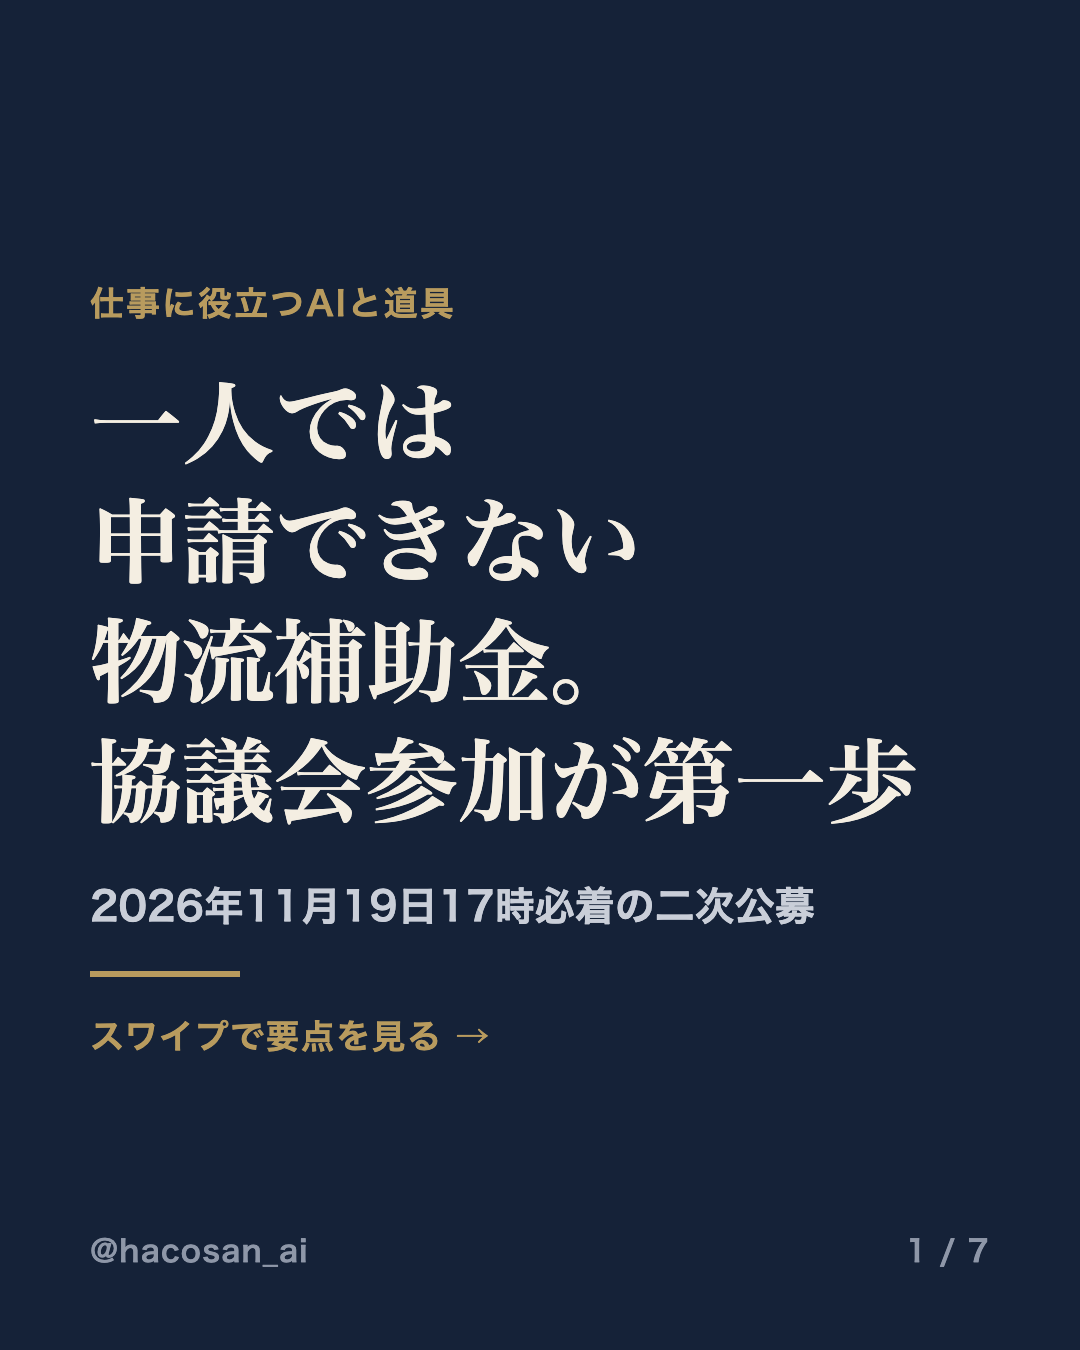 仕事に役立つAIと道具
一人では
申請できない
物流補助金。
協議会参加が第一歩
2026年11月19日17時必着の二次公募
スワイプで要点を見る →
@hacosan_ai
1 / 7